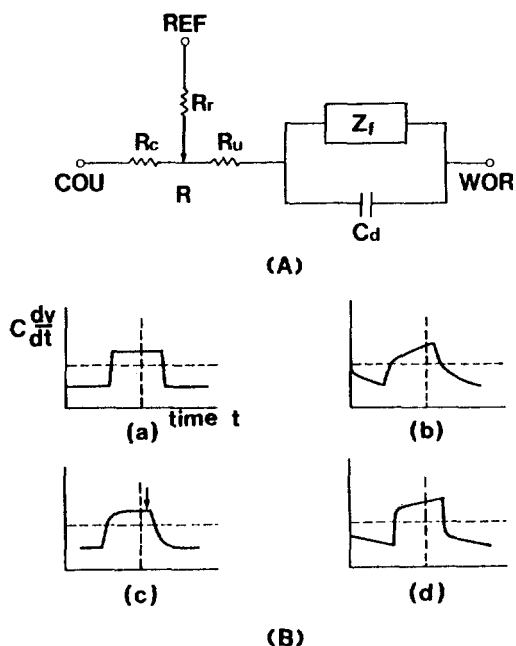 REF
Rr
Rc
Ru
Zf
COU
R
WOR
Cd
(A)
C dv/dt
time t
(a)
(b)
(c)
(d)
(B)